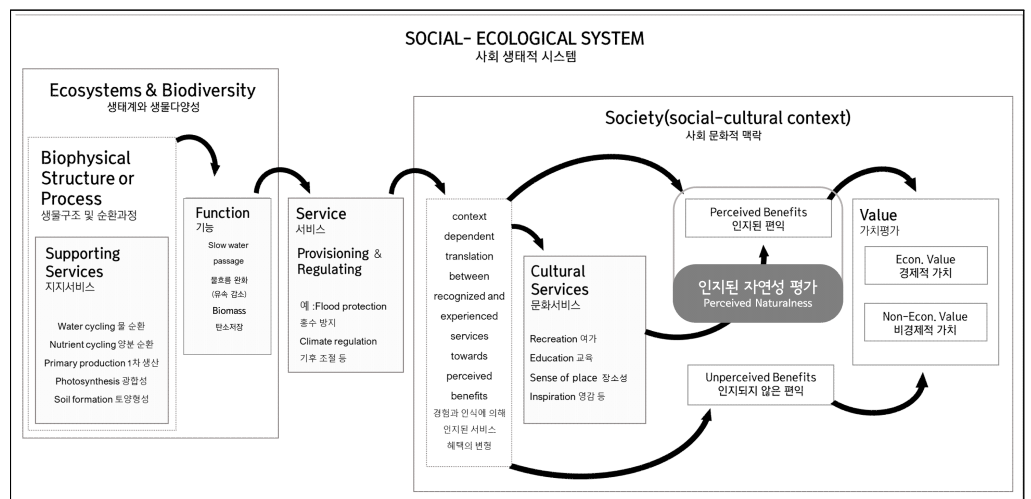 SOCIAL- ECOLOGICAL SYSTEM
사회 생태적 시스템
Ecosystems & Biodiversity
생태계와 생물다양성
Biophysical
Structure or
Process
생물구조 및 순환과정
Supporting
Services
지지서비스
Water cycling 물 순환
Nutrient cycling 양분 순환
Primary production 1차 생산
Photosynthesis 광합성
Soil formation 토양형성
Function
기능
Slow water
passage
물흐름 완화
(유속 감소)
Biomass
탄소저장
Service
서비스
Provisioning &
Regulating
예 :Flood protection
홍수 방지
Climate regulation
기후 조절 등
Society(social-cultural context)
사회 문화적 맥락
context
dependent
translation
between
recognized and
experienced
services
towards
perceived
benefits
경험과 인식에 의해
인지된 서비스
혜택의 변형
Cultural
Services
문화서비스
Recreation 여가
Education 교육
Sense of place 장소성
Inspiration 영감 등
Perceived Benefits
인지된 편익
인지된 자연성 평가
Perceived Naturalness
Unperceived Benefits
인지되지 않은 편익
Value
가치평가
Econ. Value
경제적 가치
Non-Econ. Value
비경제적 가치